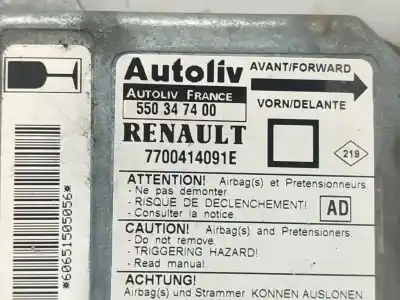 Autoliv
AUTOLIV FRANCE
550 34 74 00
AVANT/FORWARD
VORN/DELANTE
RENAULT
7700414091E
219
ATTENTION! Airbag(s) et Pretensionneurs
- Ne pas demonter
- RISQUE DE DECLENCHEMENT!
- Consulter la notice.
AD
CAUTION! Airbag(s) and Pretensioners.
- Do not remove.
- TRIGGERING HAZARD!
- Read manual.
ACHTUNG!
Airbag(s) und Strammer KONNEN AUSLONEN.
*60651505056*